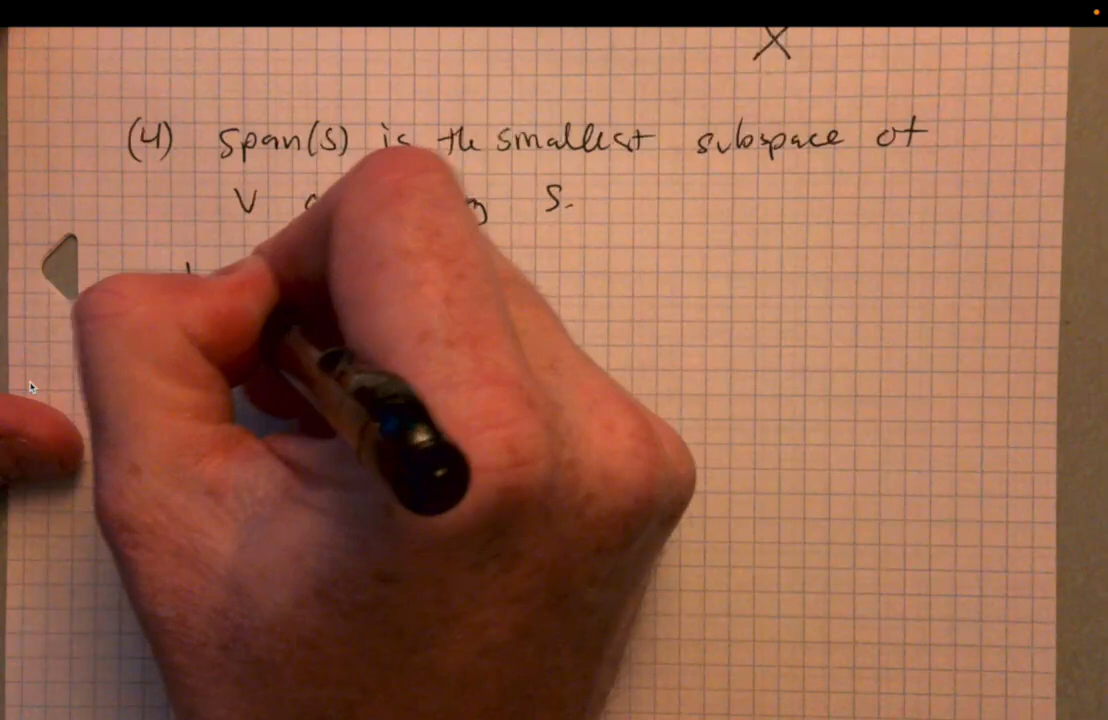 X
(4) span(s) is the smallest subspace of
V S.